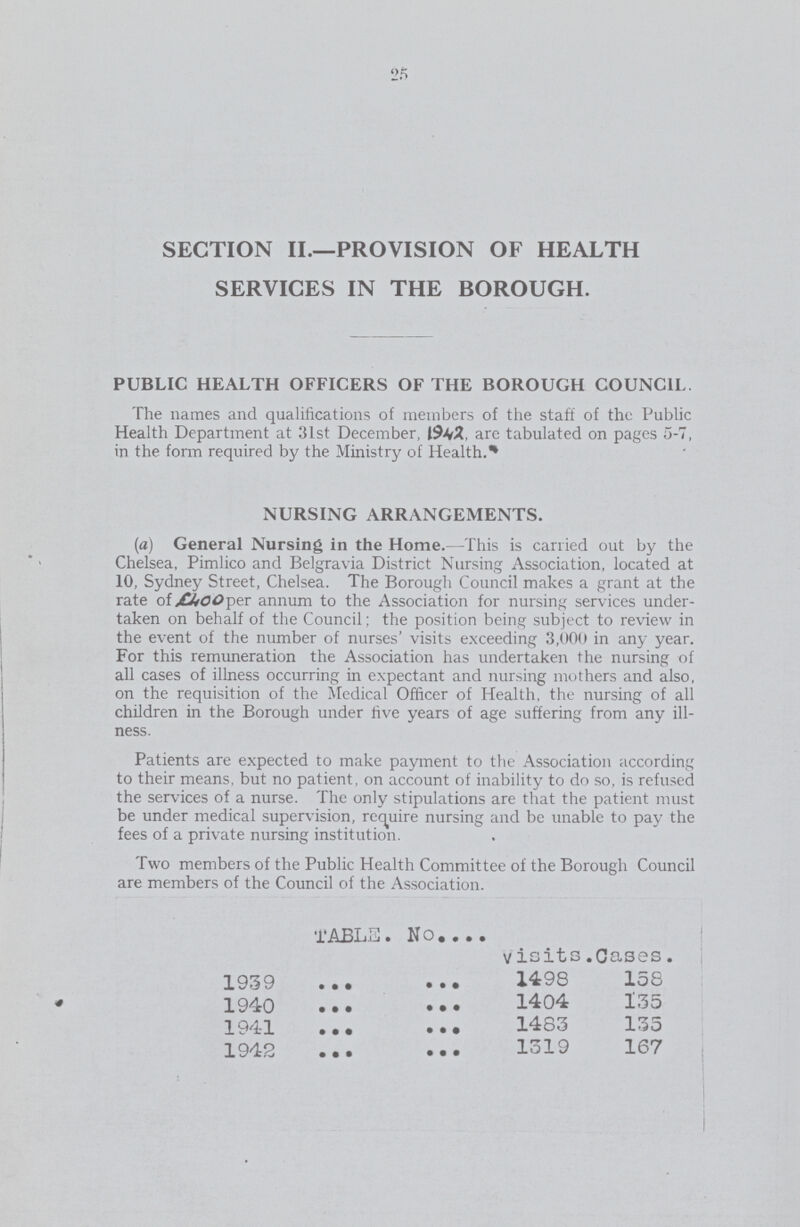 25
SECTION II.—PROVISION OF HEALTH
SERVICES IN THE BOROUGH.
PUBLIC HEALTH OFFICERS OF THE BOROUGH COUNCIL.
The names and qualifications of members of the staff of the Public
Health Department at 31st December, 1942, are tabulated on pages 5-7,
in the form required by the Ministry of Health.
NURSING ARRANGEMENTS.
(a) General Nursing in the Home.—This is carried out by the
Chelsea, Pimlico and Belgravia District Nursing Association, located at
10, Sydney Street, Chelsea. The Borough Council makes a grant at the
rate of £400 per annum to the Association for nursing services under-
taken on behalf of the Council; the position being subject to review in
the event of the number of nurses' visits exceeding 3,000 in any year.
For this remuneration the Association has undertaken the nursing of
all cases of illness occurring in expectant and nursing mothers and also,
on the requisition of the Medical Officer of Health, the nursing of all
children in the Borough under five years of age suffering from any ill-
ness.
Patients are expected to make payment to the Association according
to their means, but no patient, on account of inability to do so, is refused
the services of a nurse. The only stipulations are that the patient must
be under medical supervision, require nursing and be unable to pay the
fees of a private nursing institution.
Two members of the Public Health Committee of the Borough Council
are members of the Council of the Association.
TABLE. No....
visits. Cases.
1939 ... ... 1498 158
1940 ... ... 1404 135
1941 ... ... 1483 135
1942 ... ... 1319 167